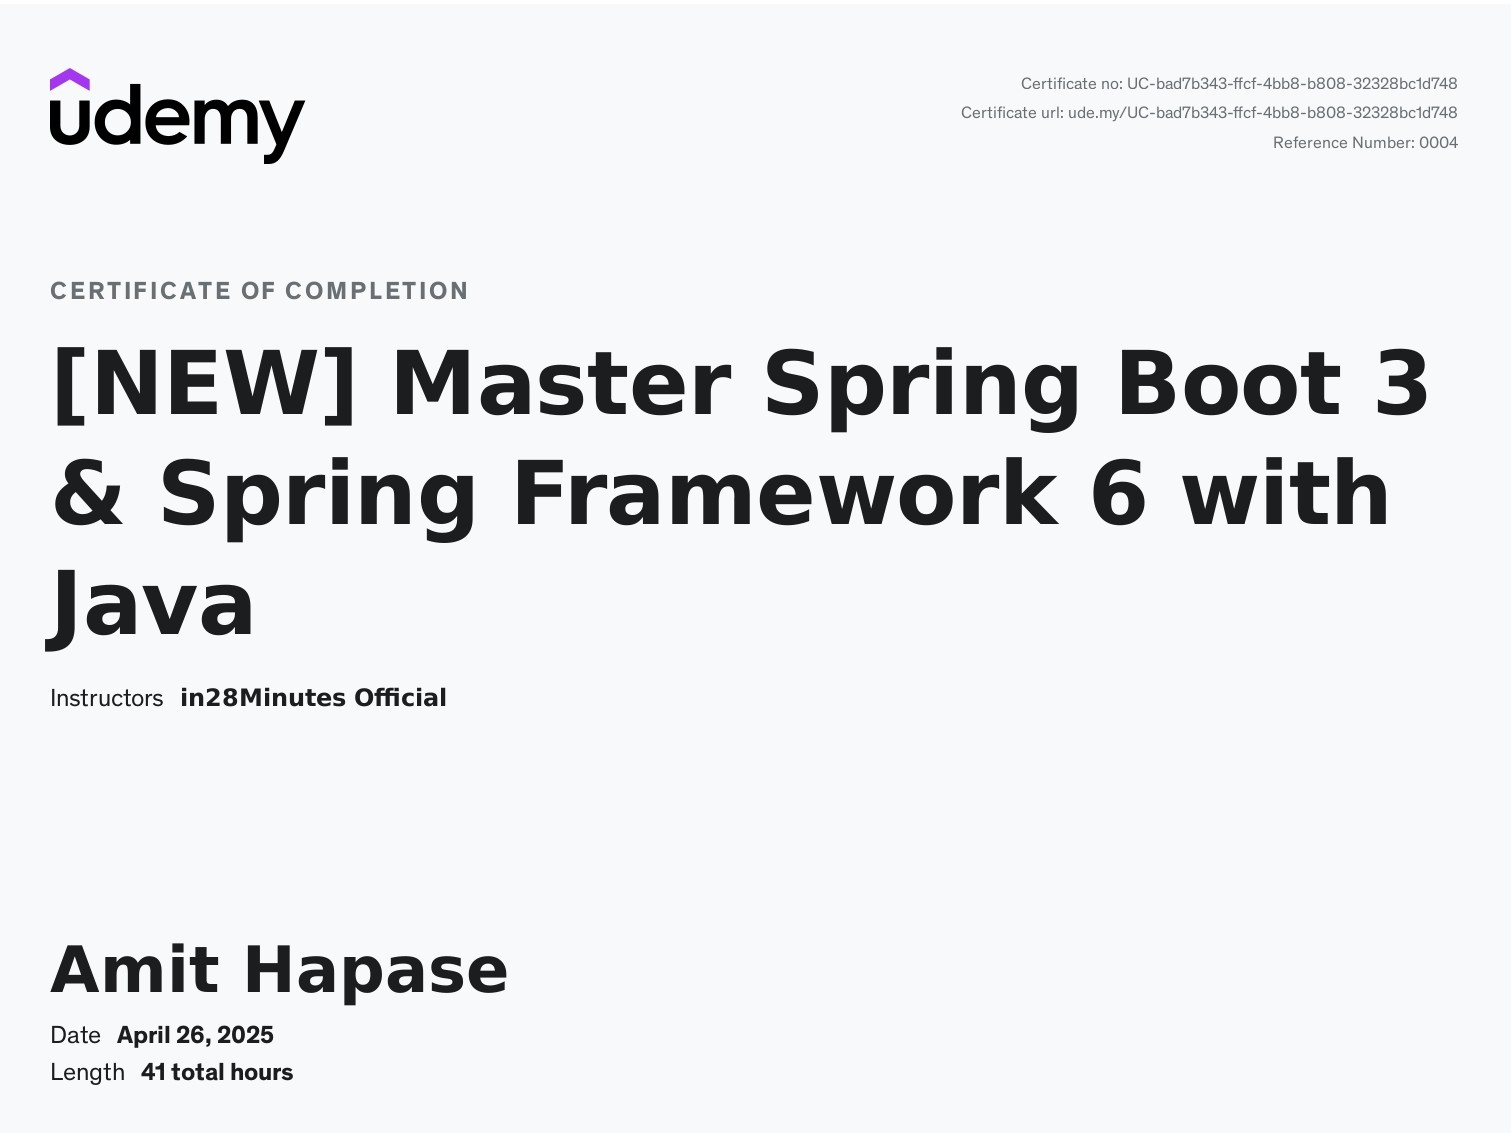 udemy
Certificate no: UC-bad7b343-ffcf-4bb8-b808-32328bc1d748
Certificate url: ude.my/UC-bad7b343-ffcf-4bb8-b808-32328bc1d748
Reference Number: 0004
CERTIFICATE OF COMPLETION
[NEW] Master Spring Boot 3
& Spring Framework 6 with
Java
Instructors in28Minutes Official
Amit Hapase
Date April 26, 2025
Length 41 total hours